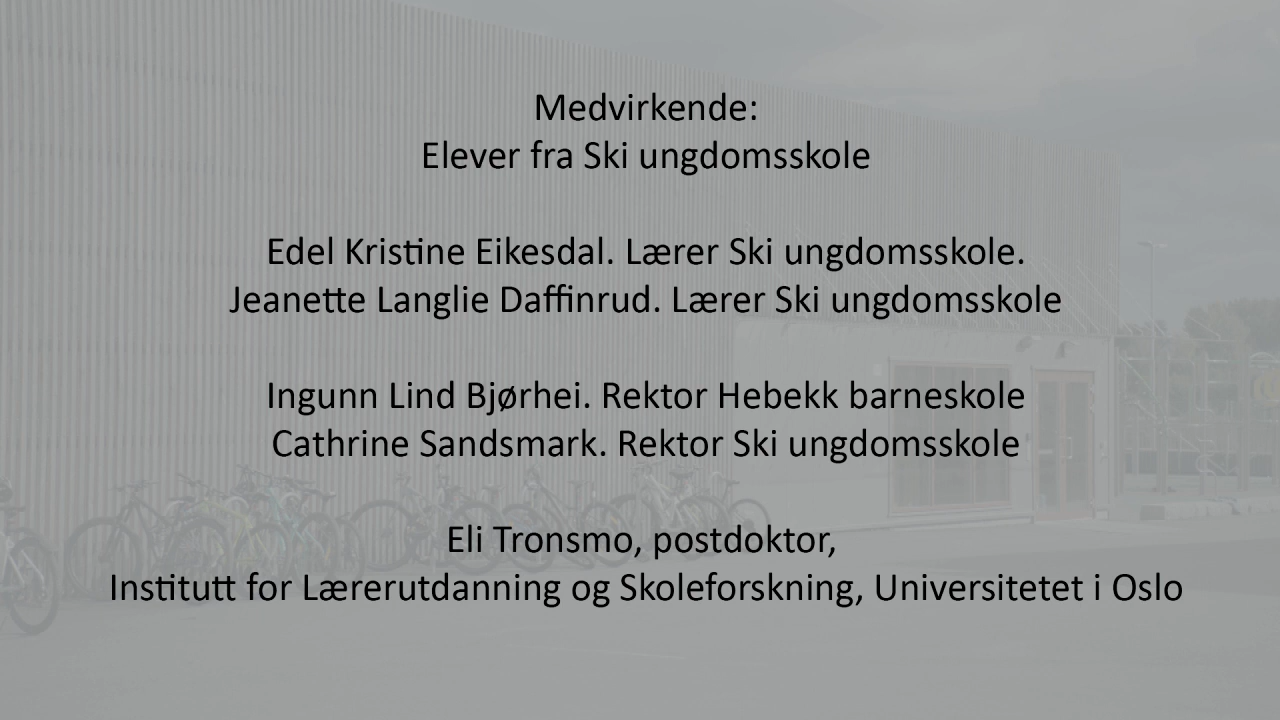 Medvirkende:
Elever fra Ski ungdomsskole
Edel Kristine Eikesdal. Lærer Ski ungdomsskole.
Jeanette Langlie Daffinrud. Lærer Ski ungdomsskole
Ingunn Lind Bjørhei. Rektor Hebekk barneskole
Cathrine Sandsmark. Rektor Ski ungdomsskole
Eli Tronsmo, postdoktor,
Institutt for Lærerutdanning og Skoleforskning, Universitetet i Oslo